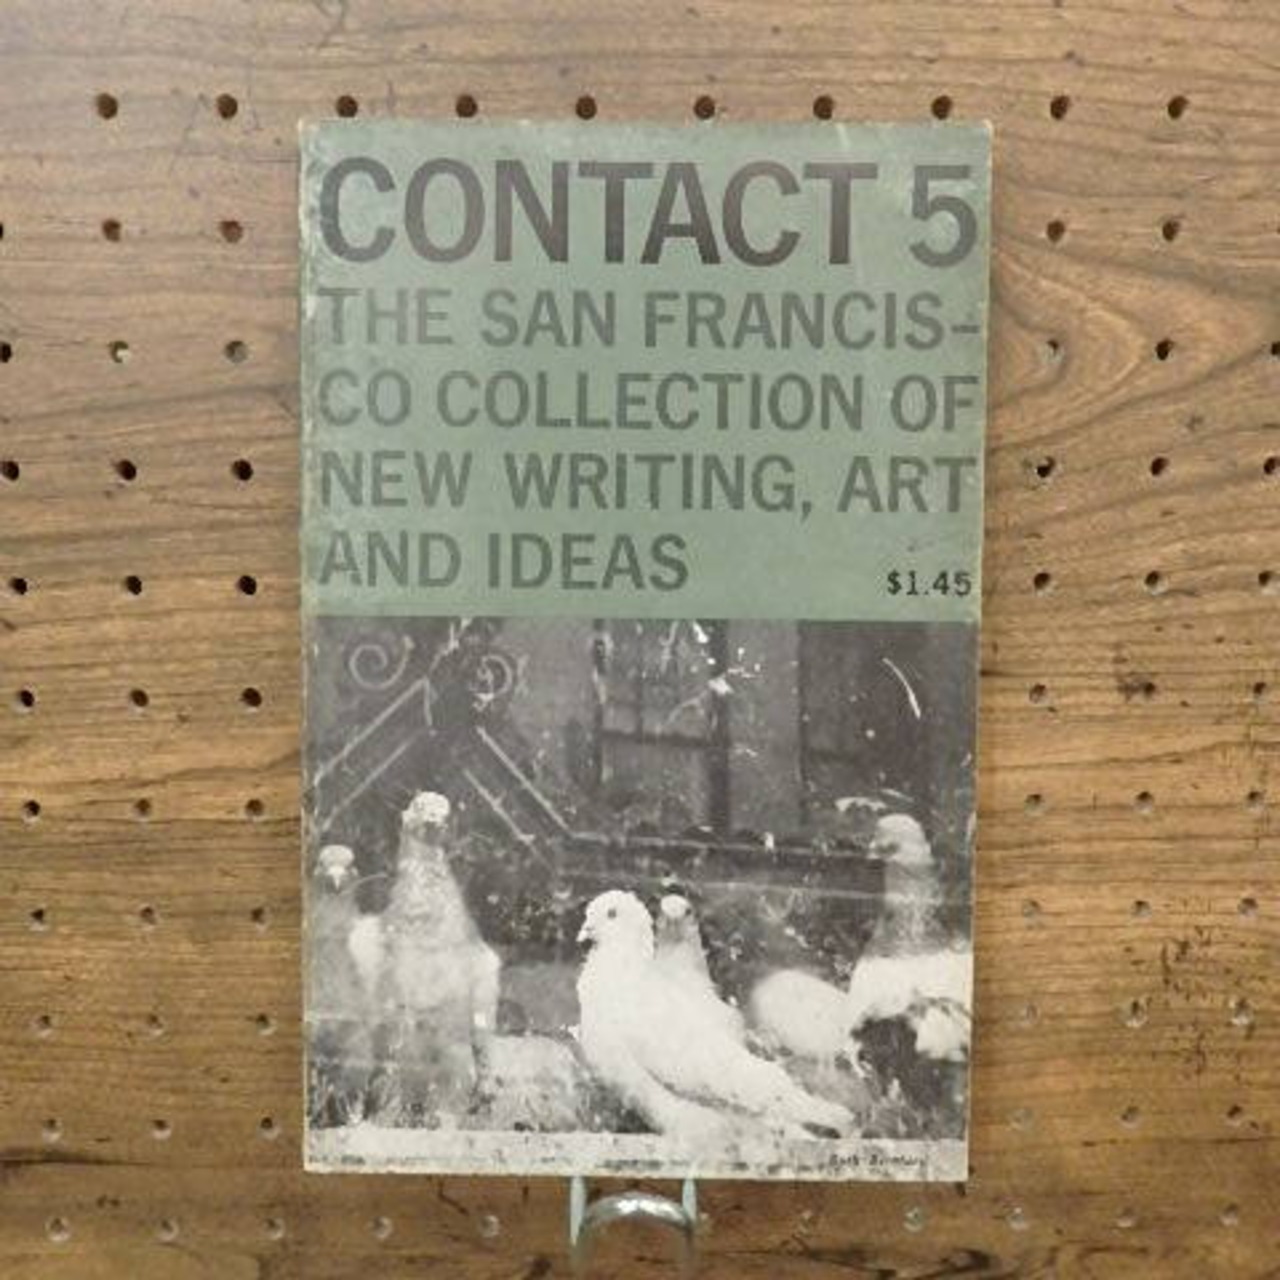 CONTACT 5
THE SAN FRANCIS-
CO COLLECTION OF
NEW WRITING, ART
AND IDEAS
$1.45